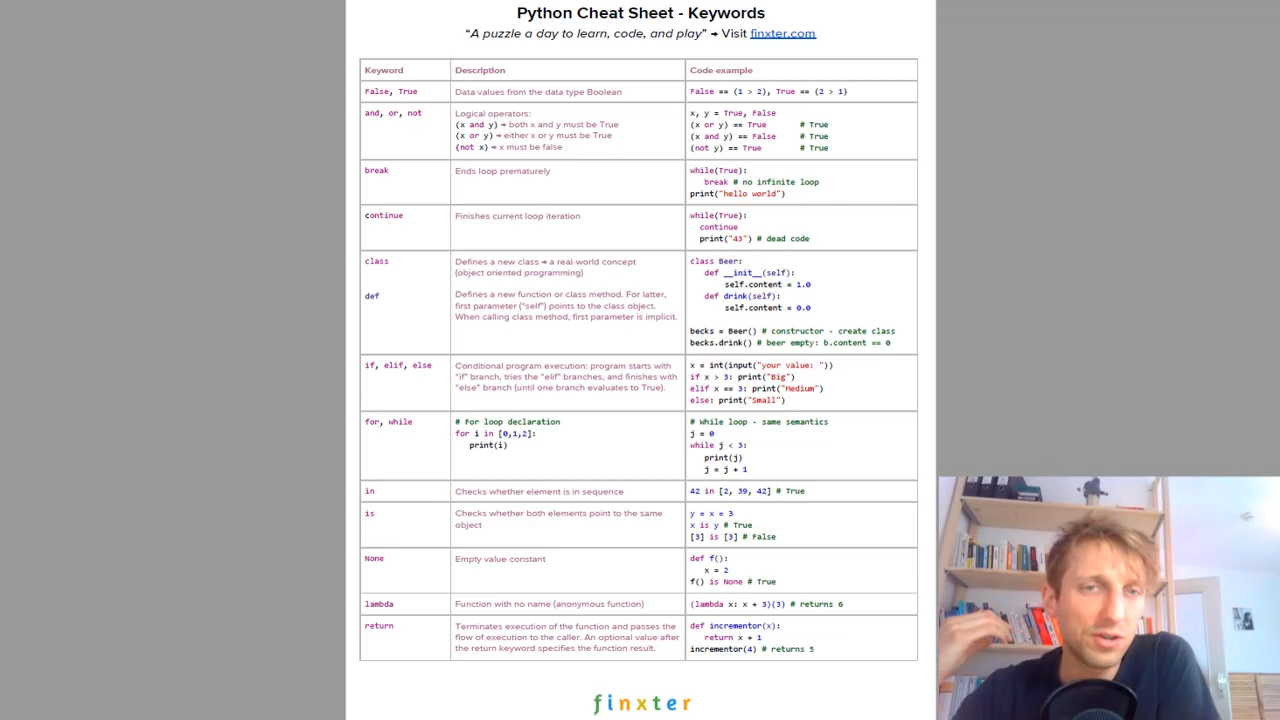 Python Cheat Sheet - Keywords
“A puzzle a day to learn, code, and play” → Visit finxter.com
Keyword Description Code example
False, True Data values from the data type Boolean False == (1 > 2), True == (2 > 1)
and, or, not Logical operators: x, y = True, False
(x and y) → both x and y must be True (x or y) == True # True
(x or y) → either x or y must be True (x and y) == False # True
(not x) → x must be false (not y) == True # True
break Ends loop prematurely while(True):
break # no infinite loop
print("hello world")
continue Finishes current loop iteration while(True):
continue
print("43") # dead code
class Defines a new class → a real world concept class Beer:
(object oriented programming) def __init__(self):
self.content = 1.0
def Defines a new function or class method. For latter, def drink(self):
first parameter (“self”) points to the class object. self.content = 0.0
When calling class method, first parameter is implicit.
becks = Beer() # constructor - create class
becks.drink() # beer empty: b.content == 0
if, elif, else Conditional program execution: program starts with x = int(input("your value: "))
“if” branch, tries the “elif” branches, and finishes with if x > 3: print("Big")
“else” branch (until one branch evaluates to True). elif x == 3: print("Medium")
else: print("Small")
for, while # For loop declaration # While loop - same semantics
for i in [0,1,2]: j = 0
print(i) while j < 3:
print(j)
j = j + 1
in Checks whether element is in sequence 42 in [2, 39, 42] # True
is Checks whether both elements point to the same y = x = 3
object x is y # True
[3] is [3] # False
None Empty value constant def f():
x = 2
f() is None # True
lambda Function with no name (anonymous function) (lambda x: x + 3)(3) # returns 6
return Terminates execution of the function and passes the def incrementor(x):
flow of execution to the caller. An optional value after return x + 1
the return keyword specifies the function result. incrementor(4) # returns 5
finxter